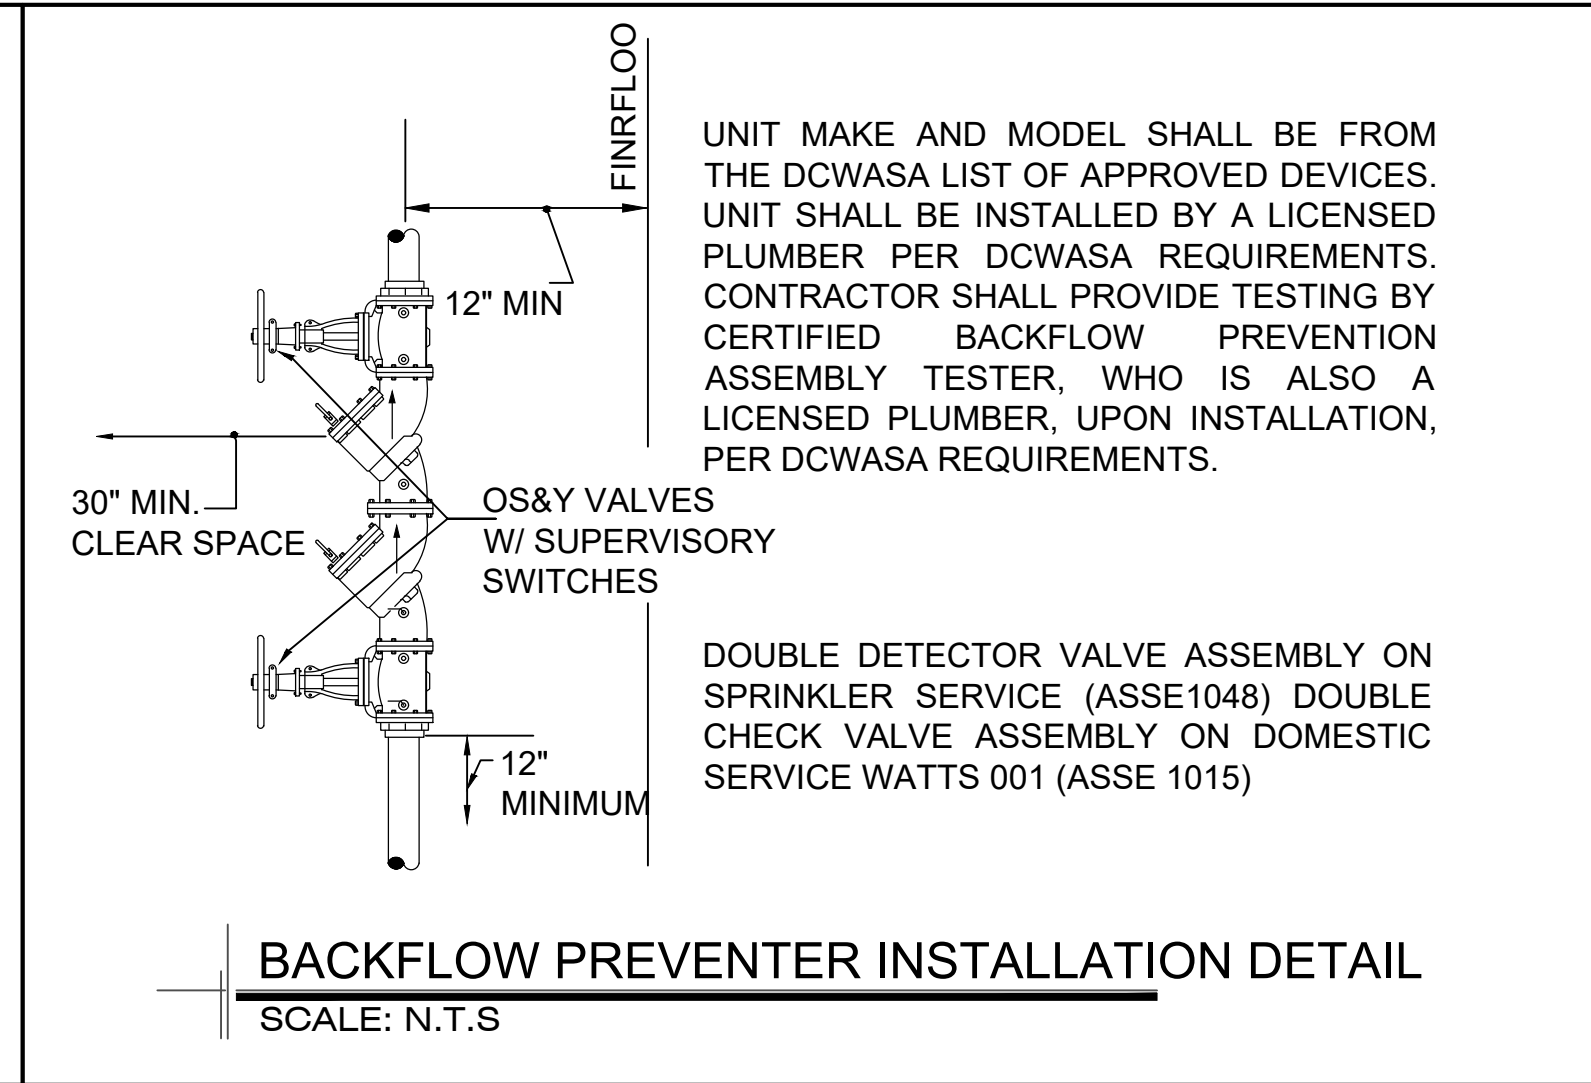 FINRFLOO
UNIT MAKE AND MODEL SHALL BE FROM
THE DCWASA LIST OF APPROVED DEVICES.
UNIT SHALL BE INSTALLED BY A LICENSED
PLUMBER PER DCWASA REQUIREMENTS.
CONTRACTOR SHALL PROVIDE TESTING BY
CERTIFIED BACKFLOW PREVENTION
ASSEMBLY TESTER, WHO IS ALSO A
LICENSED PLUMBER, UPON INSTALLATION,
PER DCWASA REQUIREMENTS.
12" MIN
30" MIN.
CLEAR SPACE
OS&Y VALVES
W/ SUPERVISORY
SWITCHES
DOUBLE DETECTOR VALVE ASSEMBLY ON
SPRINKLER SERVICE (ASSE1048) DOUBLE
CHECK VALVE ASSEMBLY ON DOMESTIC
SERVICE WATTS 001 (ASSE 1015)
12"
MINIMUM
BACKFLOW PREVENTER INSTALLATION DETAIL
SCALE: N.T.S